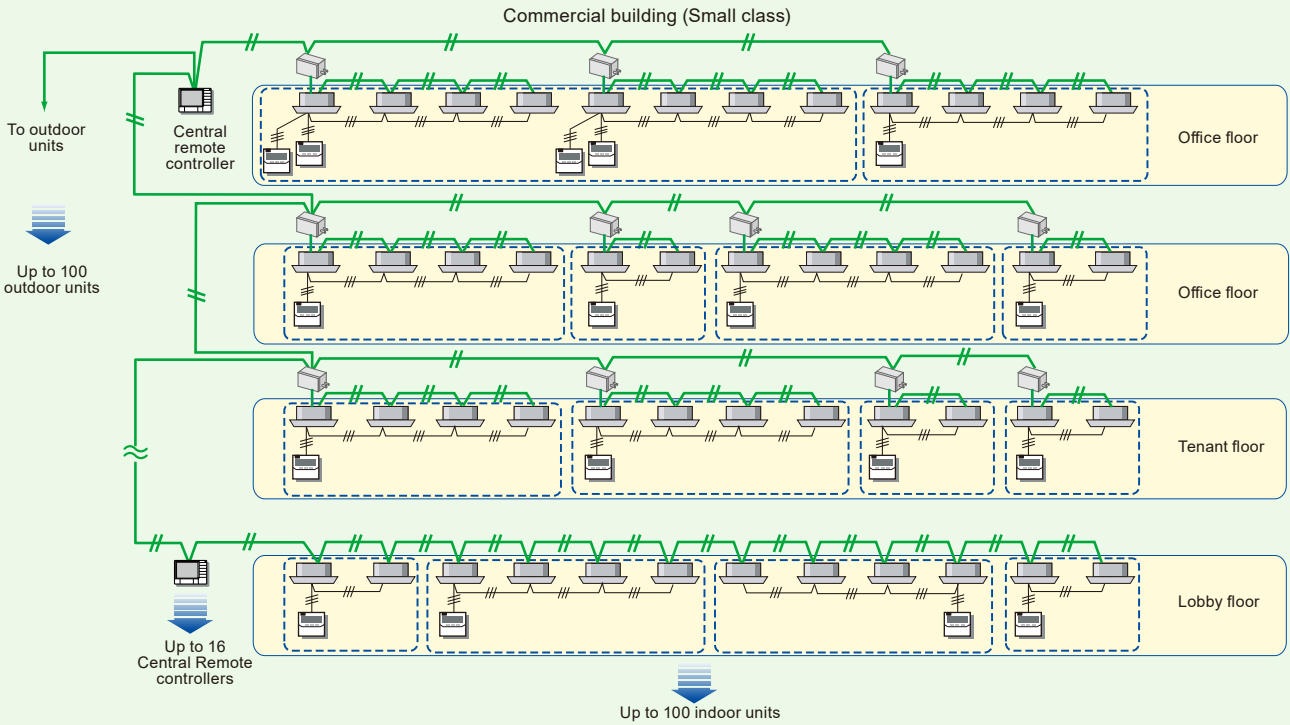 Commercial building (Small class)
To outdoor
units
Central
remote
controller
Office floor
Up to 100
outdoor units
Office floor
Tenant floor
Lobby floor
Up to 16
Central Remote
controllers
Up to 100 indoor units